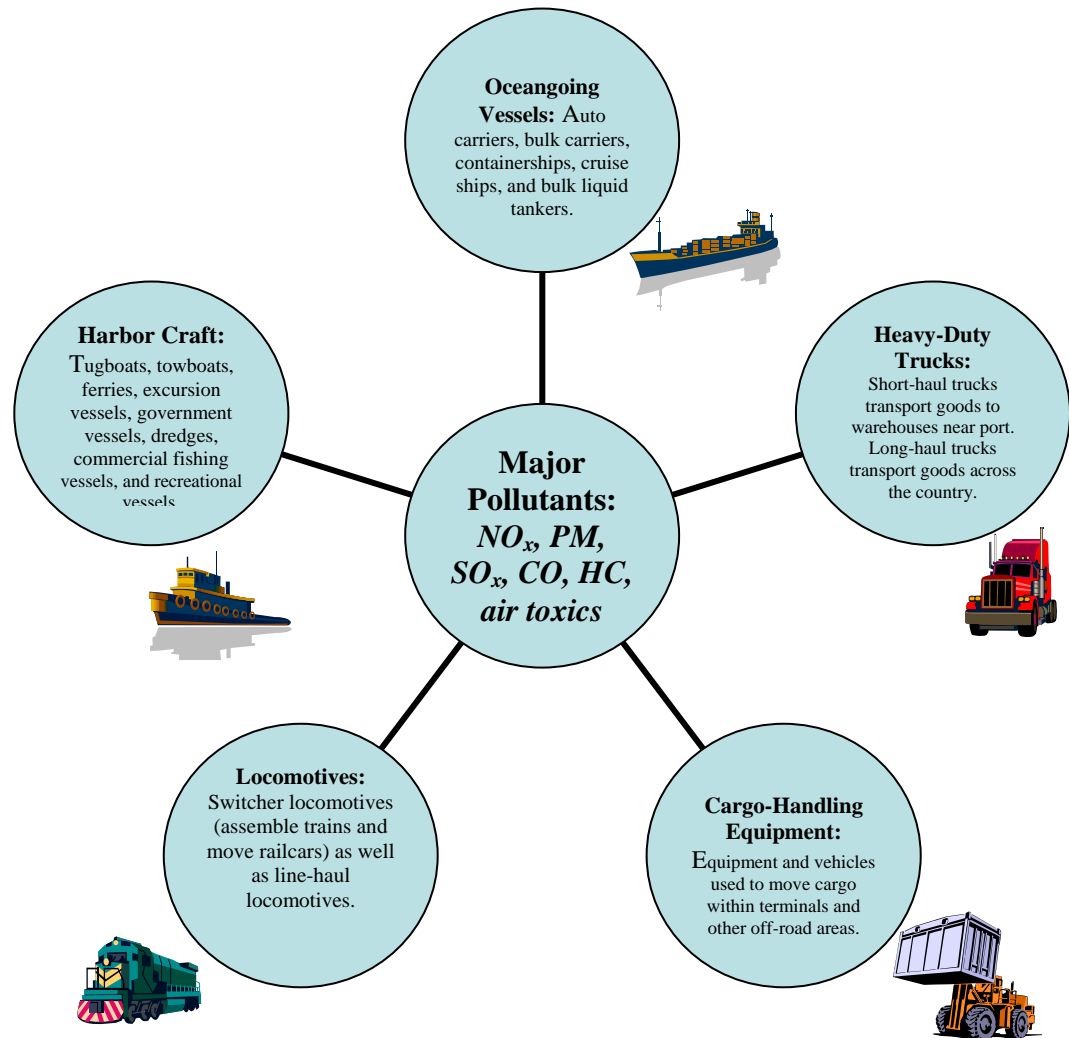 Oceangoing
Vessels: Auto
carriers, bulk carriers,
containerships, cruise
ships, and bulk liquid
tankers.
Harbor Craft:
Tugboats, towboats,
ferries, excursion
vessels, government
vessels, dredges,
commercial fishing
vessels, and recreational
vessels
Heavy-Duty
Trucks:
Short-haul trucks
transport goods to
warehouses near port.
Long-haul trucks
transport goods across
the country.
Major
Pollutants:
NOx, PM,
SOx, CO, HC,
air toxics
Locomotives:
Switcher locomotives
(assemble trains and
move railcars) as well
as line-haul
locomotives.
Cargo-Handling
Equipment:
Equipment and vehicles
used to move cargo
within terminals and
other off-road areas.